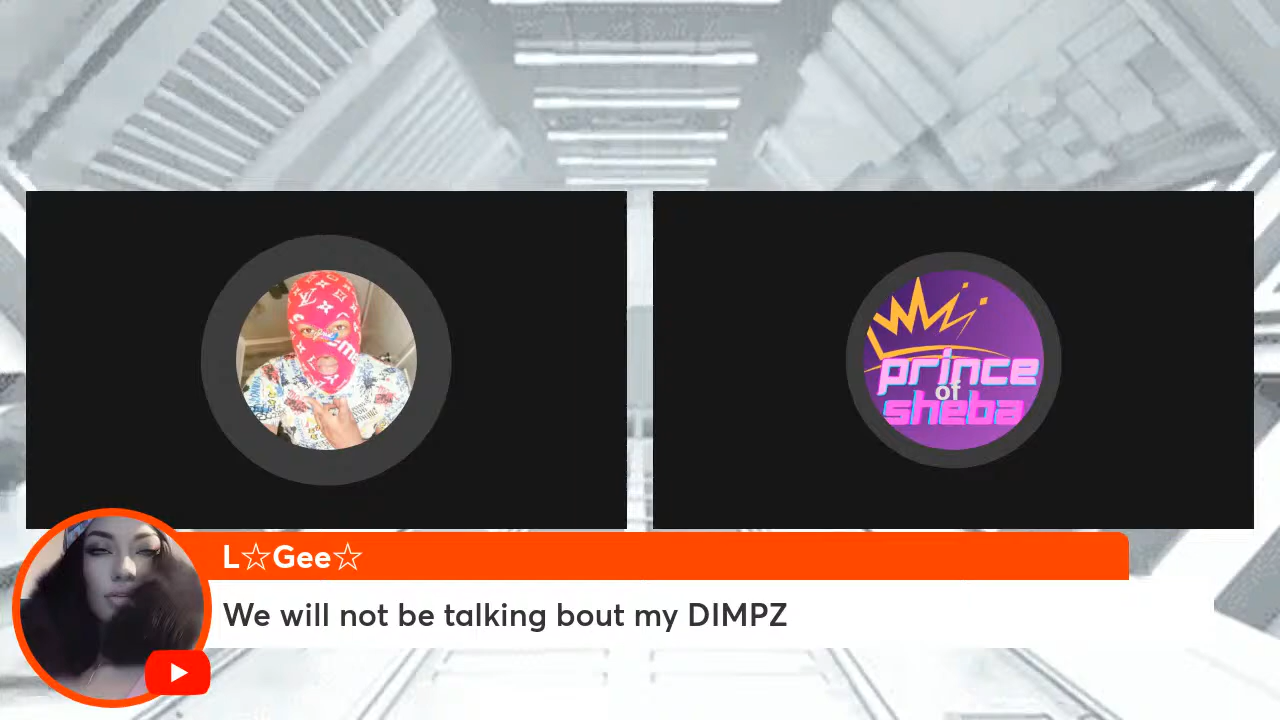 prince
of
sheba
L☆Gee☆
We will not be talking bout my DIMPZ